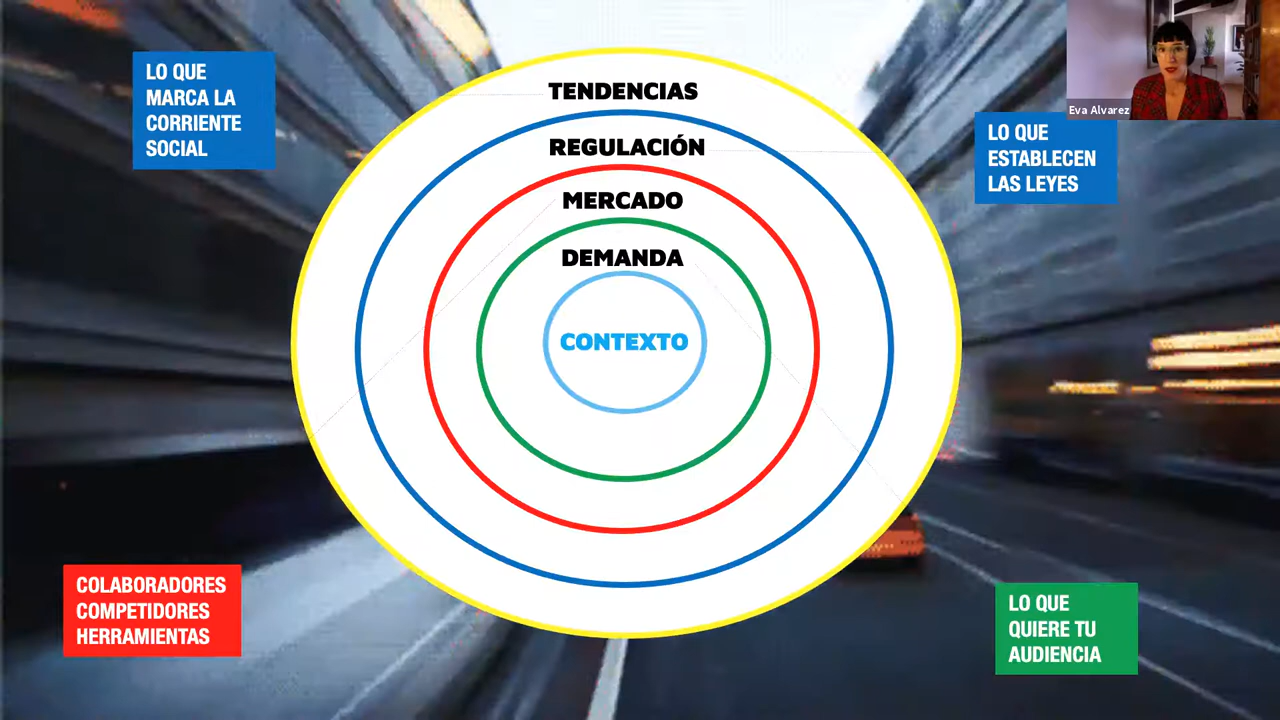 LO QUE
MARCA LA
CORRIENTE
SOCIAL
TENDENCIAS
REGULACIÓN
MERCADO
DEMANDA
CONTEXTO
Eva Alvarez
LO QUE
ESTABLECEN
LAS LEYES
COLABORADORES
COMPETIDORES
HERRAMIENTAS
LO QUE
QUIERE TU
AUDIENCIA